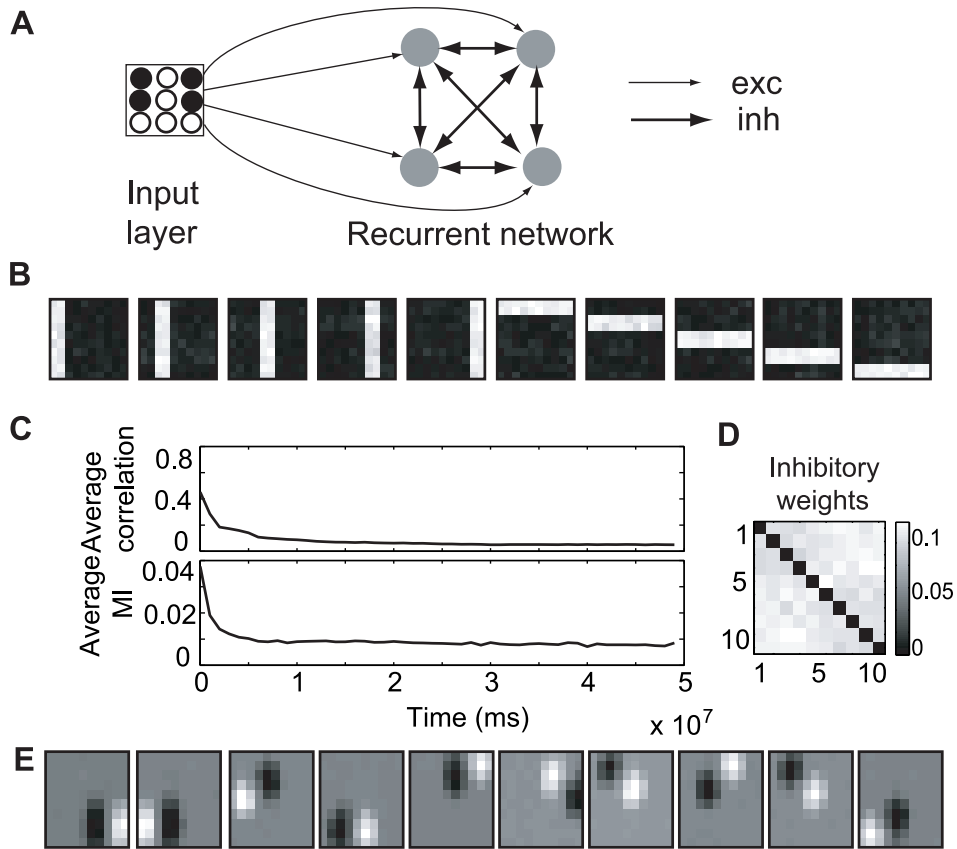 A
exc
inh
Input
layer
Recurrent network
B
C
Average
correlation
0.8
0.4
0
Average
MI
0.04
0.02
0
0 1 2 3 4 5
Time (ms)
x 10^7
D
Inhibitory
weights
1
5
10
1 5 10
0.1
0.05
0
E